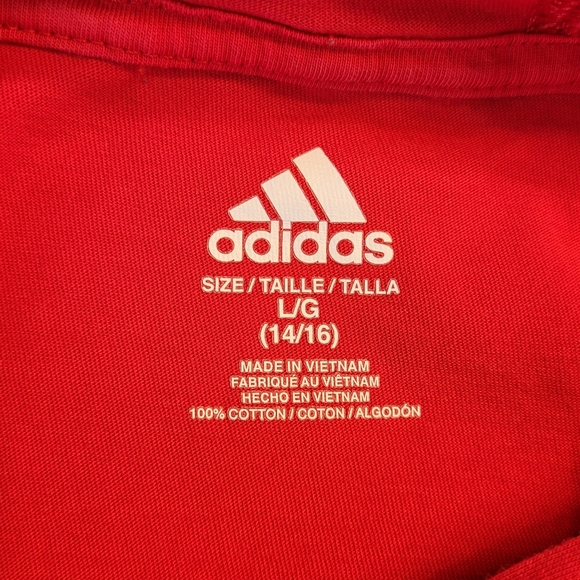 adidas
SIZE / TAILLE / TALLA
L/G
(14/16)
MADE IN VIETNAM
FABRIQUÉ AU VIÊTNAM
HECHO EN VIETNAM
100% COTTON / COTON / ALGODÓN